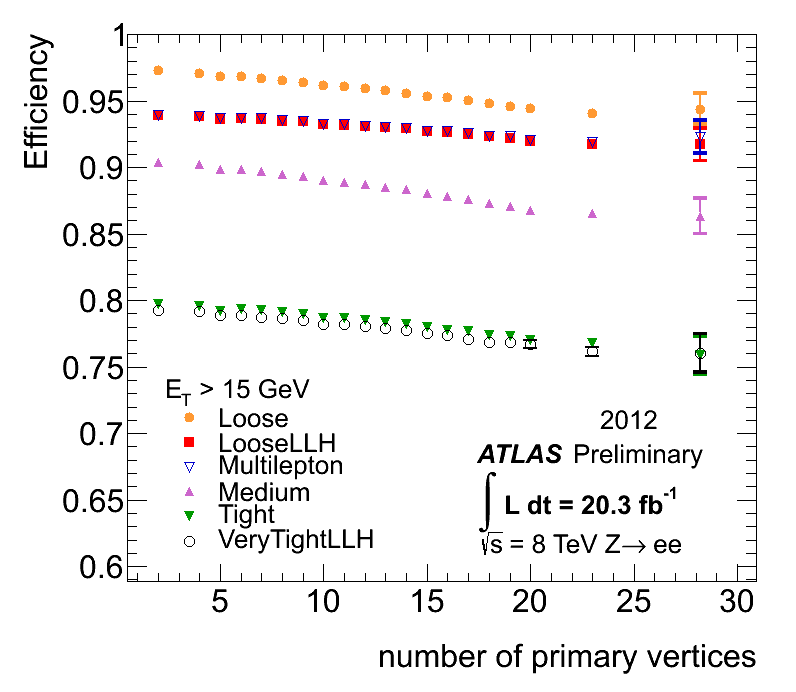 Efficiency
1
0.95
0.9
0.85
0.8
0.75
0.7
0.65
0.6
E_T > 15 GeV
Loose
LooseLLH
Multilepton
Medium
Tight
VeryTightLLH
2012
ATLAS Preliminary
∫ L dt = 20.3 fb⁻¹
√s = 8 TeV Z→ ee
5 10 15 20 25 30
number of primary vertices